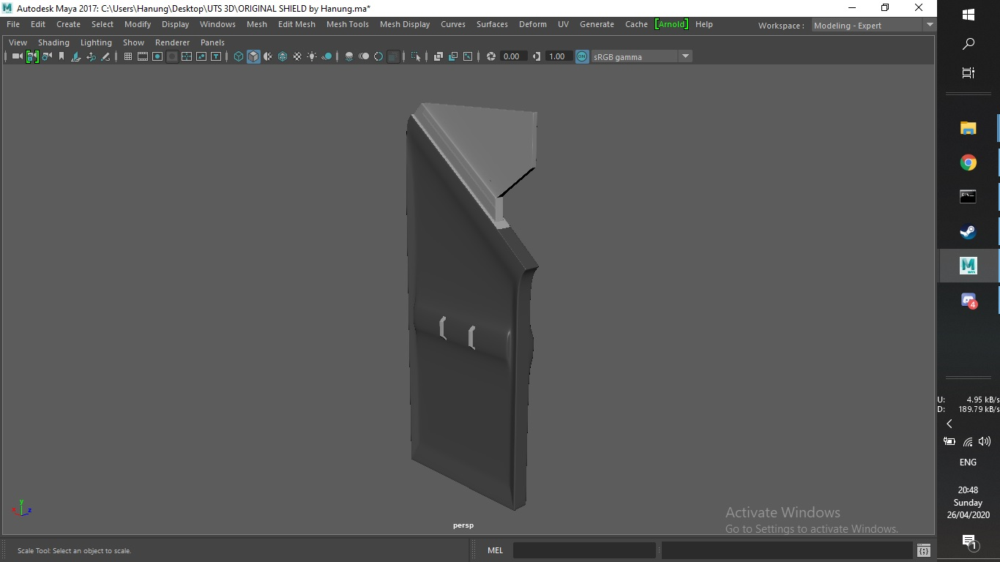 Autodesk Maya 2017: C:\Users\Hanung\Desktop\UTS 3D\ORIGINAL SHIELD by Hanung.ma*
File Edit Create Select Modify Display Windows Mesh Edit Mesh Mesh Tools Mesh Display Curves Surfaces Deform UV Generate Cache [Arnold] Help Workspace : Modeling - Expert
View Shading Lighting Show Renderer Panels
0.00 1.00 ON sRGB gamma
M
MAYA
4
U: 4.95 kB/s
D: 189.79 kB/s
ENG
20:48
Sunday
26/04/2020
y
x z
persp
Activate Windows
Go to Settings to activate Windows.
Scale Tool: Select an object to scale.
MEL
1